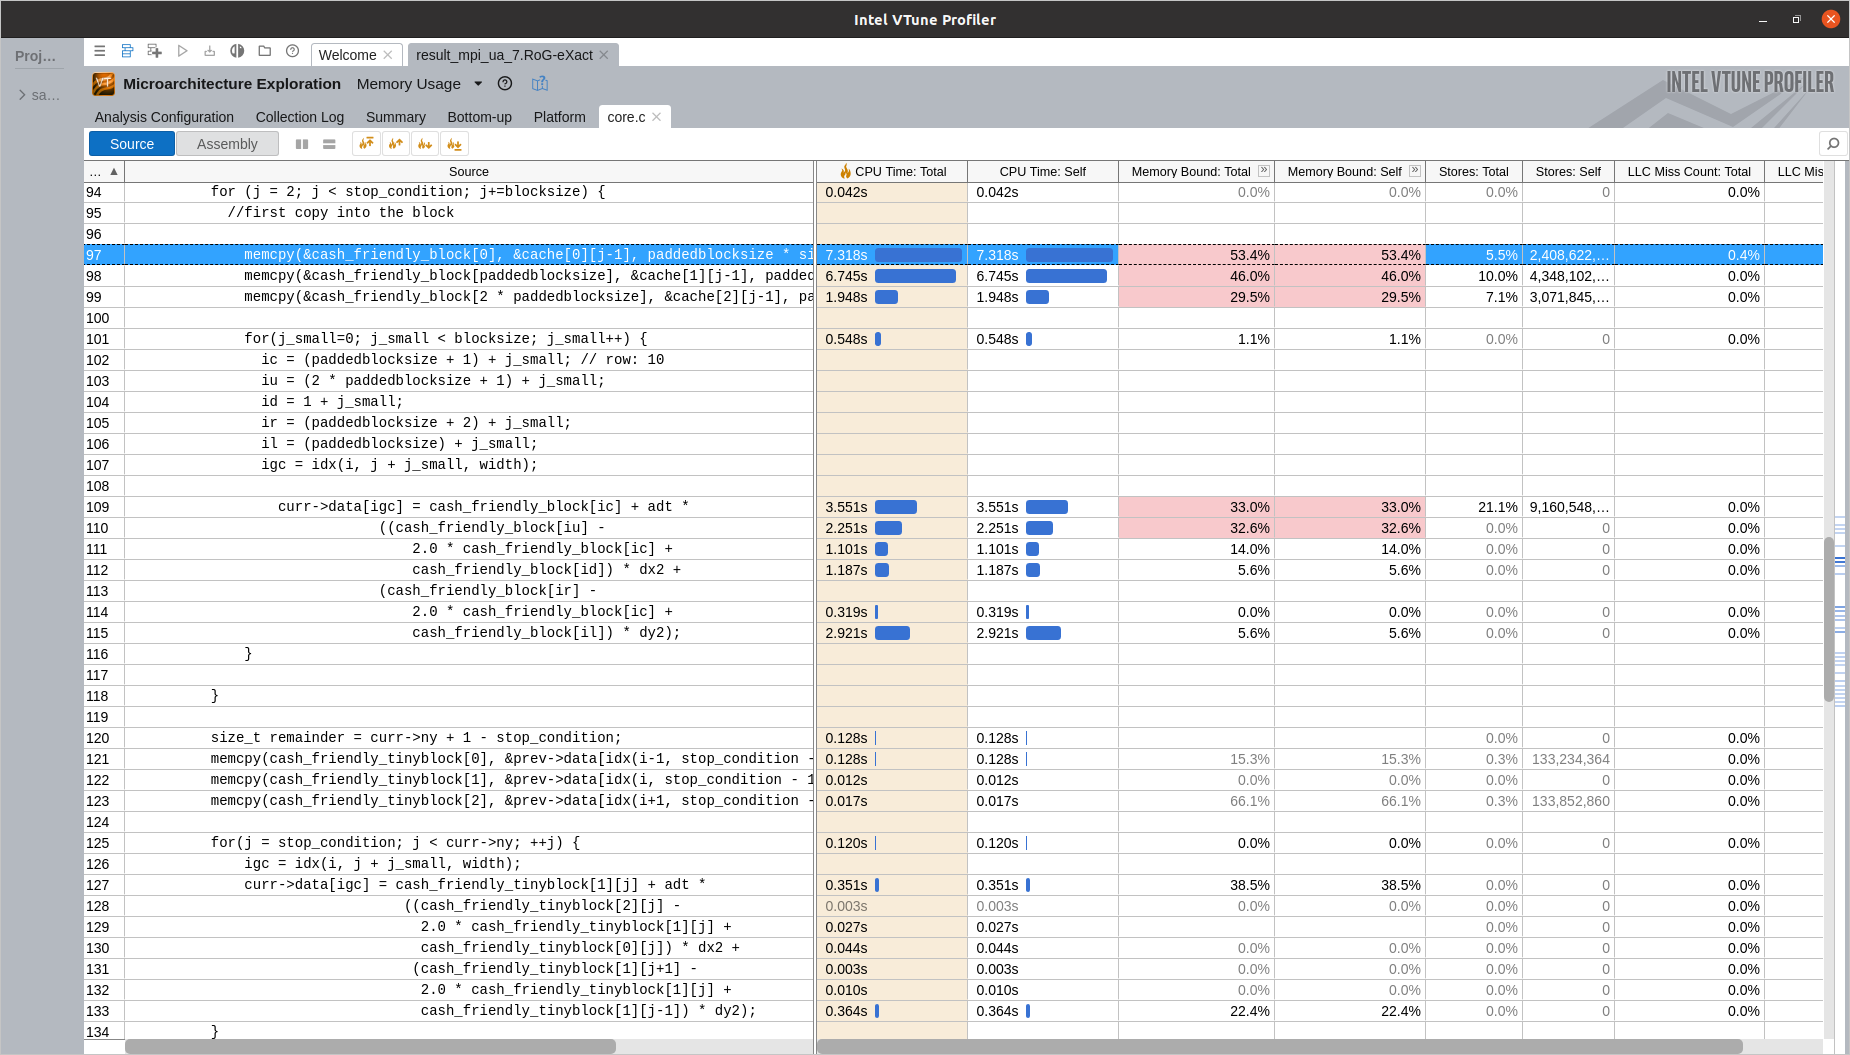 Intel VTune Profiler
Proj...
Welcome
result_mpi_ua_7.RoG-eXact
sa...
Microarchitecture Exploration Memory Usage
INTEL VTUNE PROFILER
Analysis Configuration Collection Log Summary Bottom-up Platform core.c
Source Assembly
... ▲ Source CPU Time: Total CPU Time: Self Memory Bound: Total Memory Bound: Self Stores: Total Stores: Self LLC Miss Count: Total LLC Mis
94 for (j = 2; j < stop_condition; j+=blocksize) { 0.042s 0.042s 0.0% 0.0% 0.0% 0 0.0%
95 //first copy into the block
96
97 memcpy(&cash_friendly_block[0], &cache[0][j-1], paddedblocksize * si 7.318s 7.318s 53.4% 53.4% 5.5% 2,408,622,... 0.4%
98 memcpy(&cash_friendly_block[paddedblocksize], &cache[1][j-1], padded 6.745s 6.745s 46.0% 46.0% 10.0% 4,348,102,... 0.0%
99 memcpy(&cash_friendly_block[2 * paddedblocksize], &cache[2][j-1], pa 1.948s 1.948s 29.5% 29.5% 7.1% 3,071,845,... 0.0%
100
101 for(j_small=0; j_small < blocksize; j_small++) { 0.548s 0.548s 1.1% 1.1% 0.0% 0 0.0%
102 ic = (paddedblocksize + 1) + j_small; // row: 10
103 iu = (2 * paddedblocksize + 1) + j_small;
104 id = 1 + j_small;
105 ir = (paddedblocksize + 2) + j_small;
106 il = (paddedblocksize) + j_small;
107 igc = idx(i, j + j_small, width);
108
109 curr->data[igc] = cash_friendly_block[ic] + adt * 3.551s 3.551s 33.0% 33.0% 21.1% 9,160,548,... 0.0%
110 ((cash_friendly_block[iu] - 2.251s 2.251s 32.6% 32.6% 0.0% 0 0.0%
111 2.0 * cash_friendly_block[ic] + 1.101s 1.101s 14.0% 14.0% 0.0% 0 0.0%
112 cash_friendly_block[id]) * dx2 + 1.187s 1.187s 5.6% 5.6% 0.0% 0 0.0%
113 (cash_friendly_block[ir] -
114 2.0 * cash_friendly_block[ic] + 0.319s 0.319s 0.0% 0.0% 0.0% 0 0.0%
115 cash_friendly_block[il]) * dy2); 2.921s 2.921s 5.6% 5.6% 0.0% 0 0.0%
116 }
117
118 }
119
120 size_t remainder = curr->ny + 1 - stop_condition; 0.128s 0.128s 0.0% 0 0.0%
121 memcpy(cash_friendly_tinyblock[0], &prev->data[idx(i-1, stop_condition - 0.128s 0.128s 15.3% 15.3% 0.3% 133,234,364 0.0%
122 memcpy(cash_friendly_tinyblock[1], &prev->data[idx(i, stop_condition - 1 0.012s 0.012s 0.0% 0.0% 0.0% 0 0.0%
123 memcpy(cash_friendly_tinyblock[2], &prev->data[idx(i+1, stop_condition - 0.017s 0.017s 66.1% 66.1% 0.3% 133,852,860 0.0%
124
125 for(j = stop_condition; j < curr->ny; ++j) { 0.120s 0.120s 0.0% 0.0% 0.0% 0 0.0%
126 igc = idx(i, j + j_small, width);
127 curr->data[igc] = cash_friendly_tinyblock[1][j] + adt * 0.351s 0.351s 38.5% 38.5% 0.0% 0 0.0%
128 ((cash_friendly_tinyblock[2][j] - 0.003s 0.003s 0.0% 0.0% 0.0% 0 0.0%
129 2.0 * cash_friendly_tinyblock[1][j] + 0.027s 0.027s 0.0% 0 0.0%
130 cash_friendly_tinyblock[0][j]) * dx2 + 0.044s 0.044s 0.0% 0.0% 0.0% 0 0.0%
131 (cash_friendly_tinyblock[1][j+1] - 0.003s 0.003s 0.0% 0.0% 0.0% 0 0.0%
132 2.0 * cash_friendly_tinyblock[1][j] + 0.010s 0.010s 0.0% 0.0% 0.0% 0 0.0%
133 cash_friendly_tinyblock[1][j-1]) * dy2); 0.364s 0.364s 22.4% 22.4% 0.0% 0 0.0%
134 }